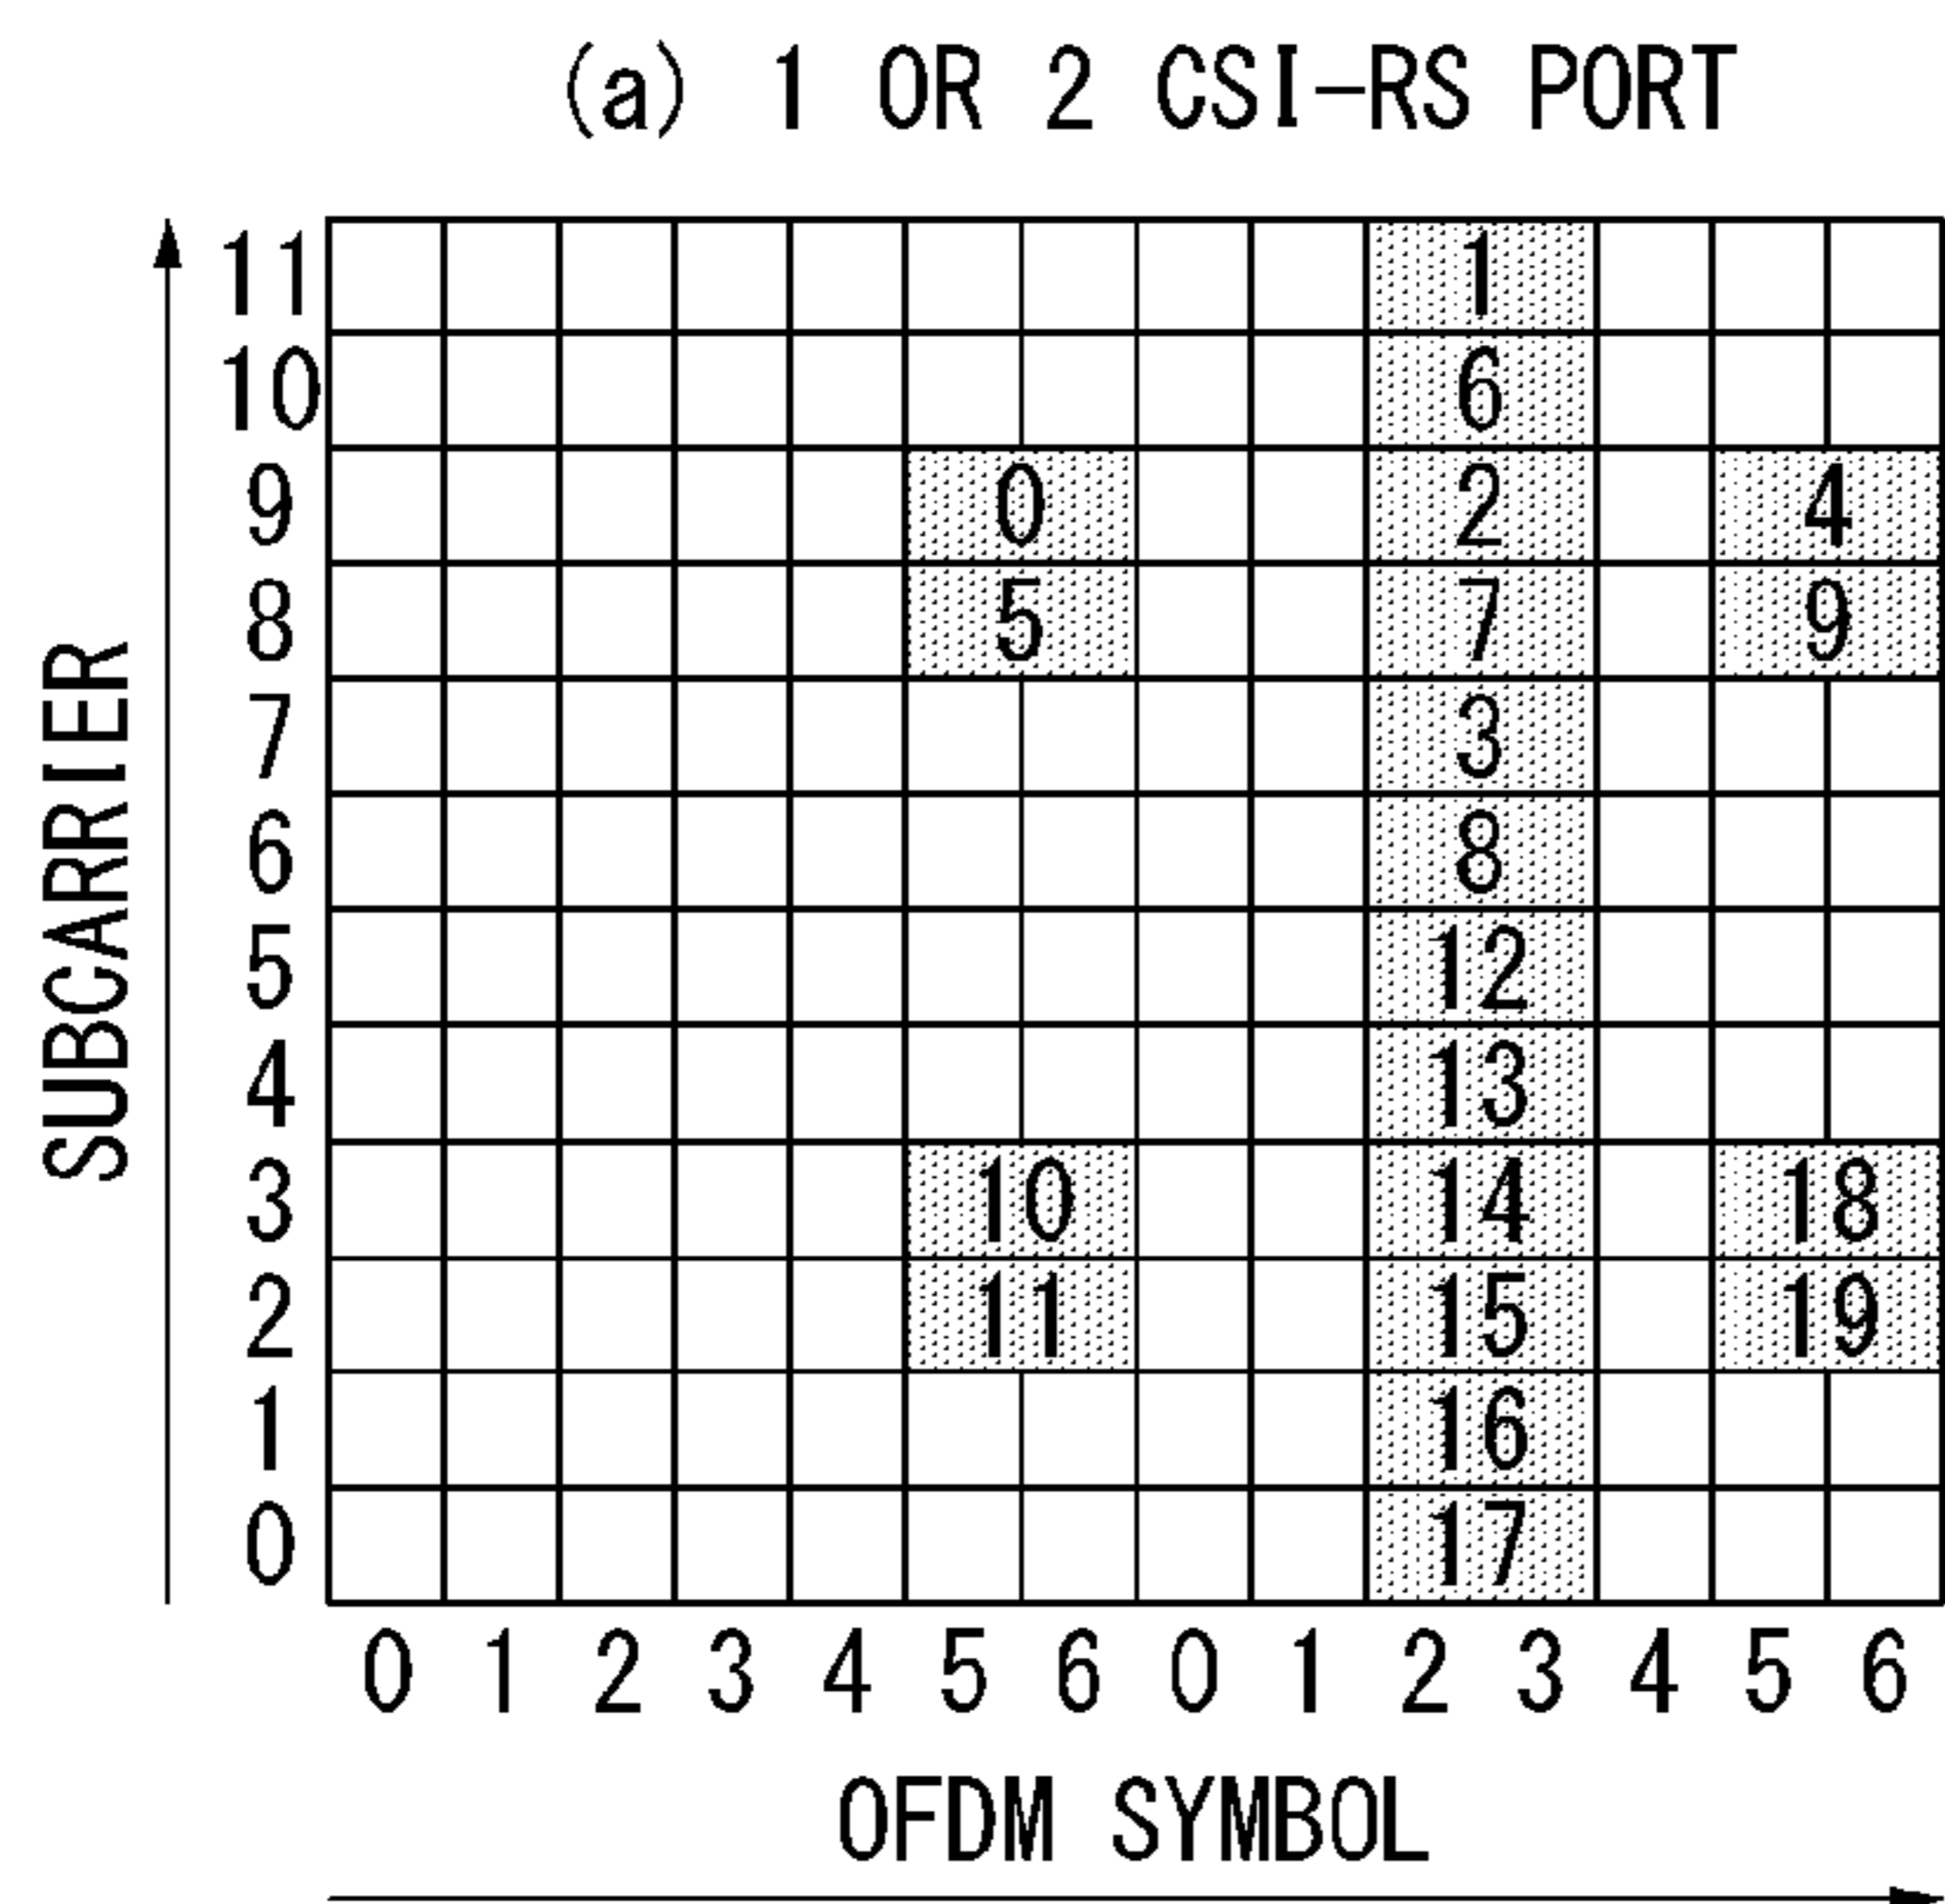 (a) 1 OR 2 CSI-RS PORT
SUBCARRIER
11 1
10 6
9 0 2 4
8 5 7 9
7 3
6 8
5 12
4 13
3 10 14 18
2 11 15 19
1 16
0 17
0 1 2 3 4 5 6 0 1 2 3 4 5 6
OFDM SYMBOL